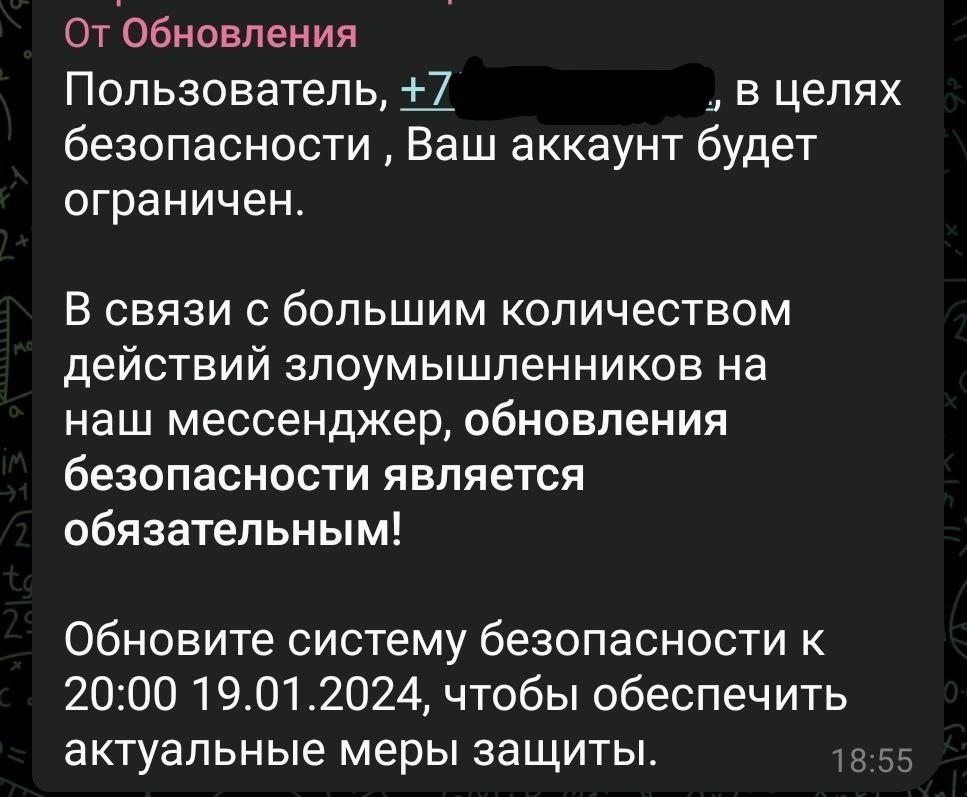 От Обновления
Пользователь, +7, в целях
безопасности , Ваш аккаунт будет
ограничен.
В связи с большим количеством
действий злоумышленников на
наш мессенджер, обновления
безопасности является
обязательным!
Обновите систему безопасности к
20:00 19.01.2024, чтобы обеспечить
актуальные меры защиты.
18:55